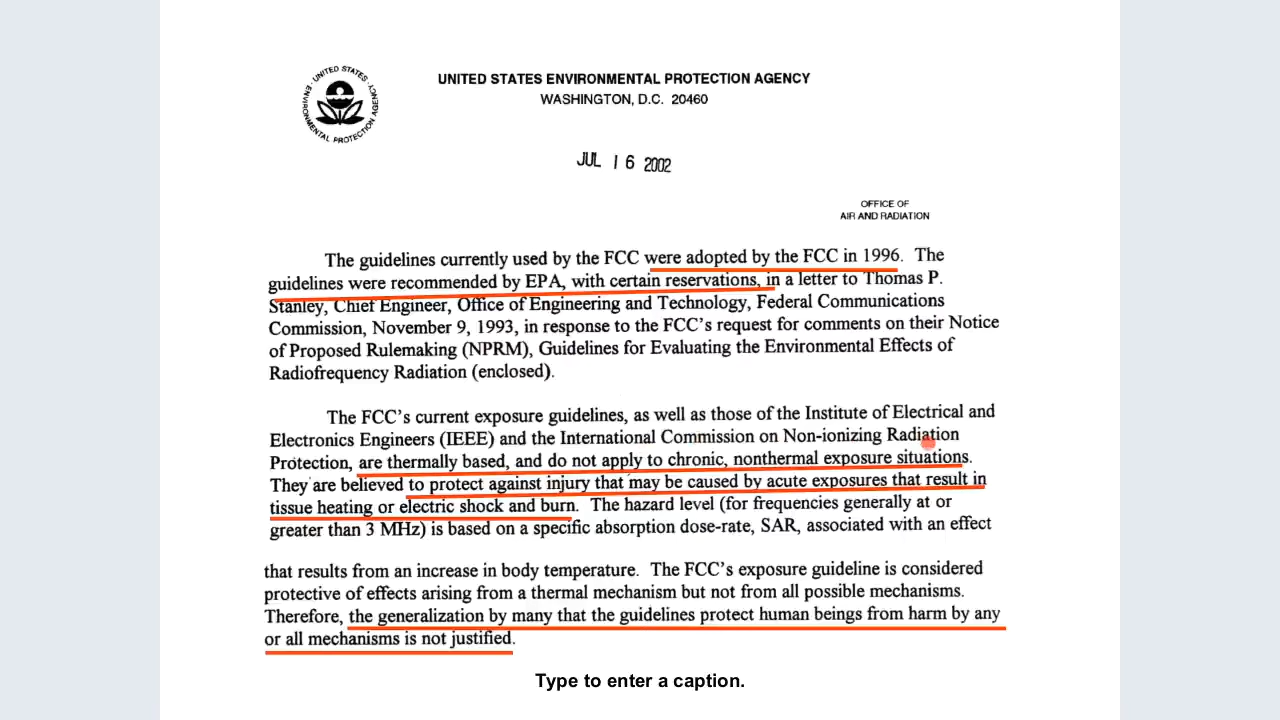 UNITED STATES ENVIRONMENTAL PROTECTION AGENCY
WASHINGTON, D.C. 20460
UNITED STATES
ENVIRONMENTAL PROTECTION AGENCY
JUL 16 2002
OFFICE OF
AIR AND RADIATION
The guidelines currently used by the FCC were adopted by the FCC in 1996. The
guidelines were recommended by EPA, with certain reservations, in a letter to Thomas P.
Stanley, Chief Engineer, Office of Engineering and Technology, Federal Communications
Commission, November 9, 1993, in response to the FCC's request for comments on their Notice
of Proposed Rulemaking (NPRM), Guidelines for Evaluating the Environmental Effects of
Radiofrequency Radiation (enclosed).
The FCC's current exposure guidelines, as well as those of the Institute of Electrical and
Electronics Engineers (IEEE) and the International Commission on Non-ionizing Radiation
Protection, are thermally based, and do not apply to chronic, nonthermal exposure situations.
They are believed to protect against injury that may be caused by acute exposures that result in
tissue heating or electric shock and burn. The hazard level (for frequencies generally at or
greater than 3 MHz) is based on a specific absorption dose-rate, SAR, associated with an effect
that results from an increase in body temperature. The FCC's exposure guideline is considered
protective of effects arising from a thermal mechanism but not from all possible mechanisms.
Therefore, the generalization by many that the guidelines protect human beings from harm by any
or all mechanisms is not justified.
Type to enter a caption.